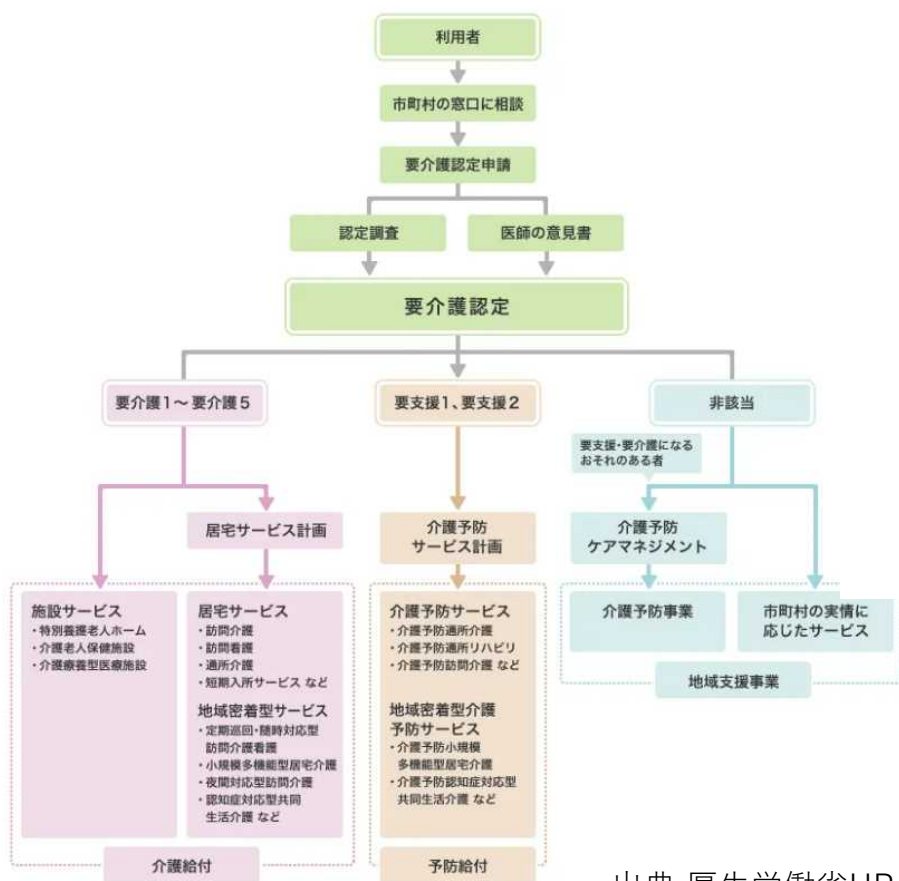 利用者
市町村の窓口に相談
要介護認定申請
認定調査
医師の意見書
要介護認定
要介護1～要介護5
要支援1、要支援2
非該当
要支援・要介護になる
おそれのある者
居宅サービス計画
介護予防
サービス計画
介護予防
ケアマネジメント
施設サービス
・特別養護老人ホーム
・介護老人保健施設
・介護療養型医療施設
居宅サービス
・訪問介護
・訪問看護
・通所介護
・短期入所サービス など
地域密着型サービス
・定期巡回・随時対応型
訪問介護看護
・小規模多機能型居宅介護
・夜間対応型訪問介護
・認知症対応型共同
生活介護 など
介護予防サービス
・介護予防通所介護
・介護予防通所リハビリ
・介護予防訪問介護 など
地域密着型介護
予防サービス
・介護予防小規模
多機能型居宅介護
・介護予防認知症対応型
共同生活介護 など
介護予防事業
市町村の実情に
応じたサービス
地域支援事業
介護給付
予防給付
出典 厚生労働省HP